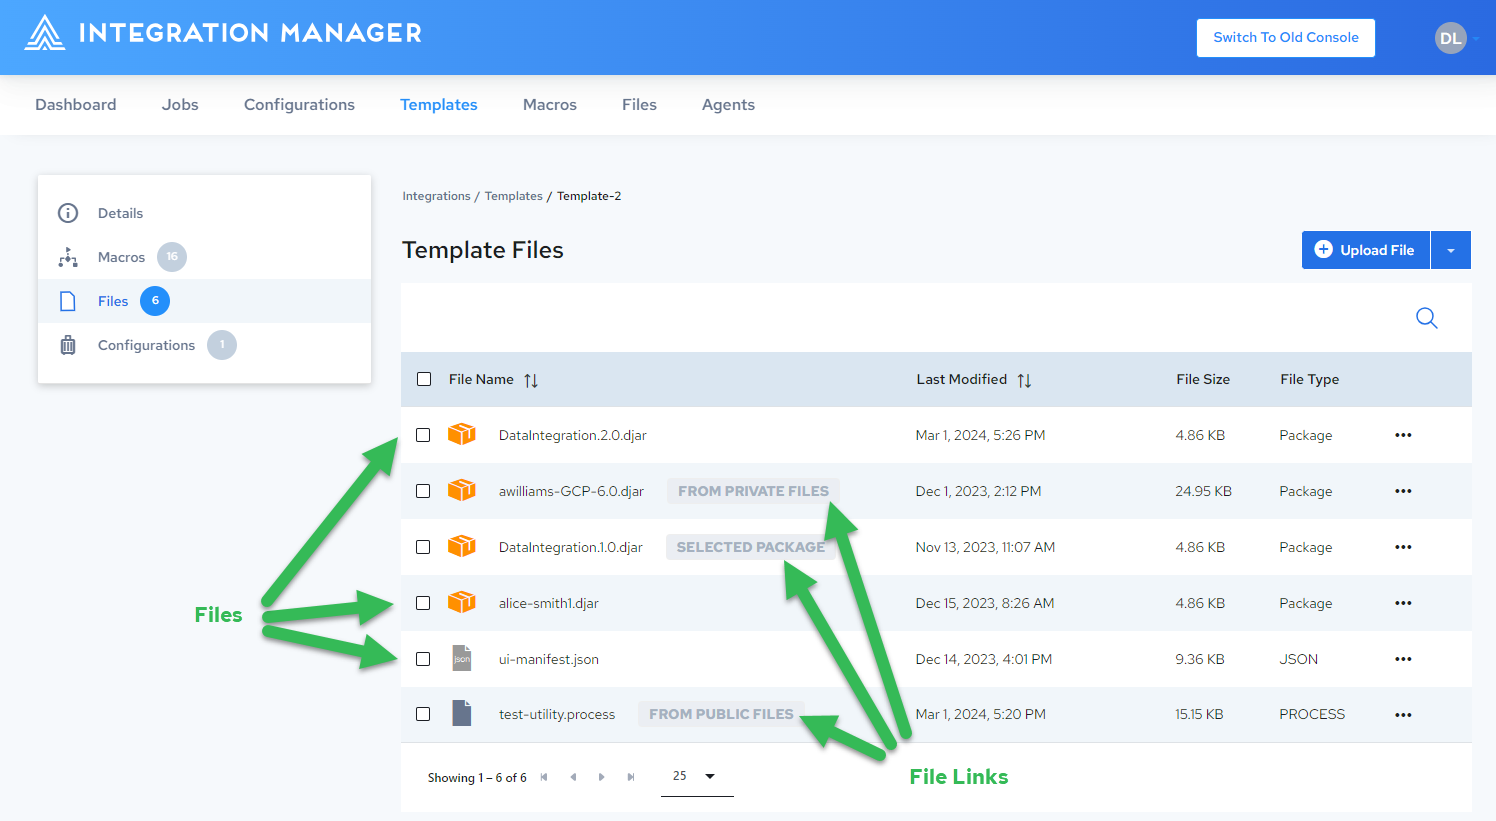 INTEGRATION MANAGER
Switch To Old Console
DL
Dashboard Jobs Configurations Templates Macros Files Agents
Details
Macros 16
Files 6
Configurations 1
Integrations / Templates / Template-2
Template Files
Upload File
File Name Last Modified File Size File Type
DataIntegration.2.0.djar Mar 1, 2024, 5:26 PM 4.86 KB Package
awilliams-GCP-6.0.djar FROM PRIVATE FILES Dec 1, 2023, 2:12 PM 24.95 KB Package
DataIntegration.1.0.djar SELECTED PACKAGE Nov 13, 2023, 11:07 AM 4.86 KB Package
alice-smith1.djar Dec 15, 2023, 8:26 AM 4.86 KB Package
Files
json ui-manifest.json Dec 14, 2023, 4:01 PM 9.36 KB JSON
test-utility.process FROM PUBLIC FILES Mar 1, 2024, 5:20 PM 15.15 KB PROCESS
Showing 1 – 6 of 6 25
File Links